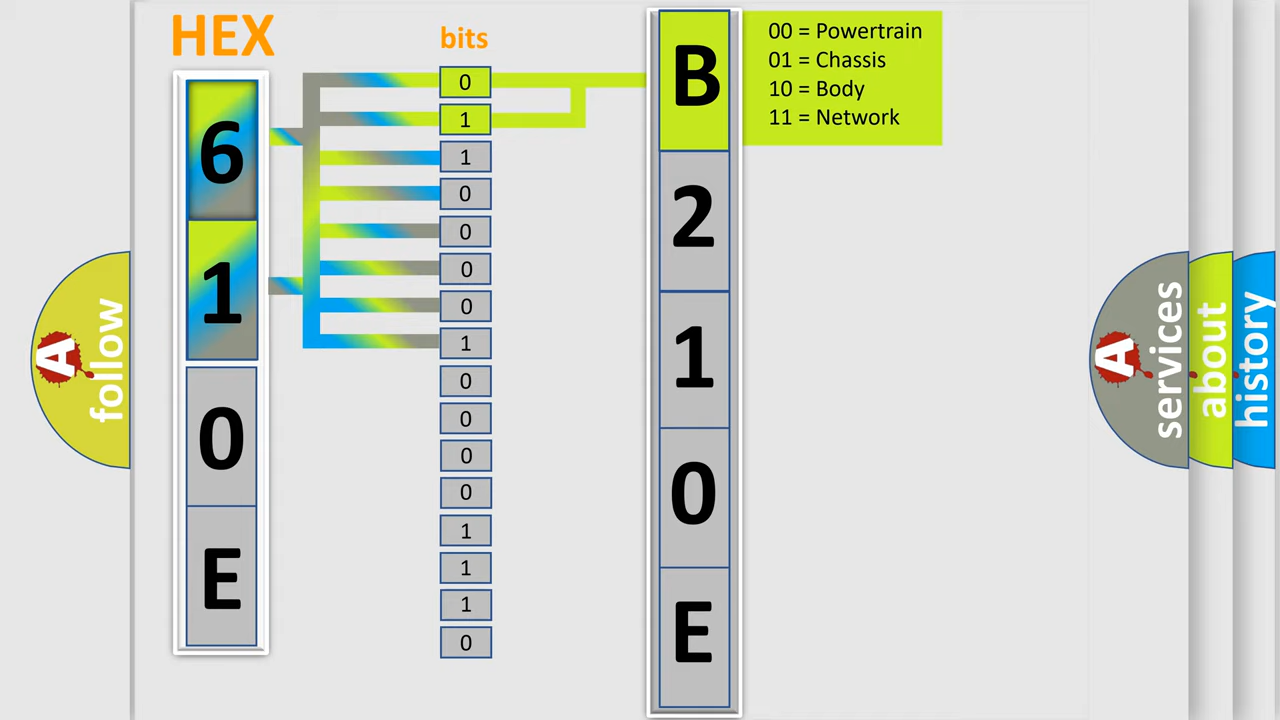 HEX
bits
6
1
0
E
0
1
1
0
0
0
0
1
0
0
0
0
1
1
1
0
B
2
1
0
E
00 = Powertrain
01 = Chassis
10 = Body
11 = Network
A
follow
A
services
about
history